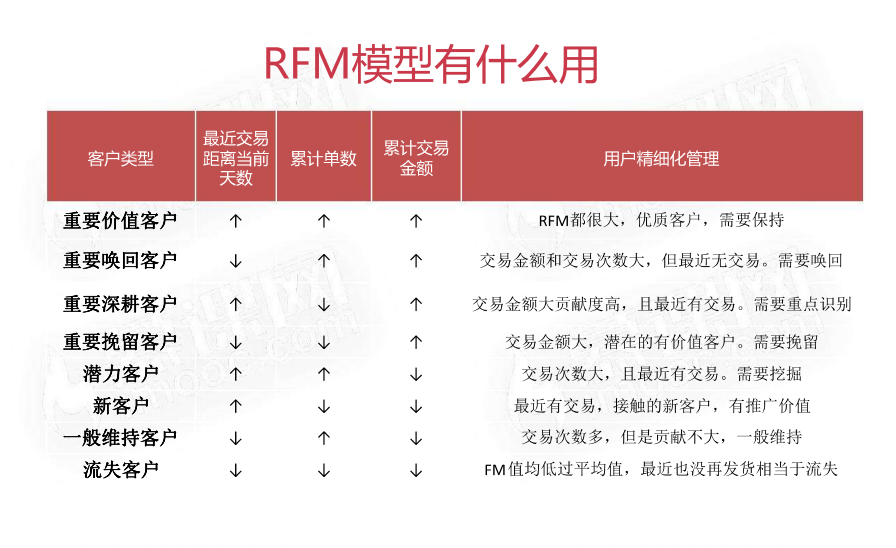 RFM模型有什么用
客户类型 最近交易距离当前天数 累计单数 累计交易金额 用户精细化管理
重要价值客户 ↑ ↑ ↑ RFM都很大，优质客户，需要保持
重要唤回客户 ↓ ↑ ↑ 交易金额和交易次数大，但最近无交易。需要唤回
重要深耕客户 ↑ ↓ ↑ 交易金额大贡献度高，且最近有交易。需要重点识别
重要挽留客户 ↓ ↓ ↑ 交易金额大，潜在的有价值客户。需要挽留
潜力客户 ↑ ↑ ↓ 交易次数大，且最近有交易。需要挖掘
新客户 ↑ ↓ ↓ 最近有交易，接触的新客户，有推广价值
一般维持客户 ↓ ↑ ↓ 交易次数多，但是贡献不大，一般维持
流失客户 ↓ ↓ ↓ FM值均低过平均值，最近也没再发货相当于流失